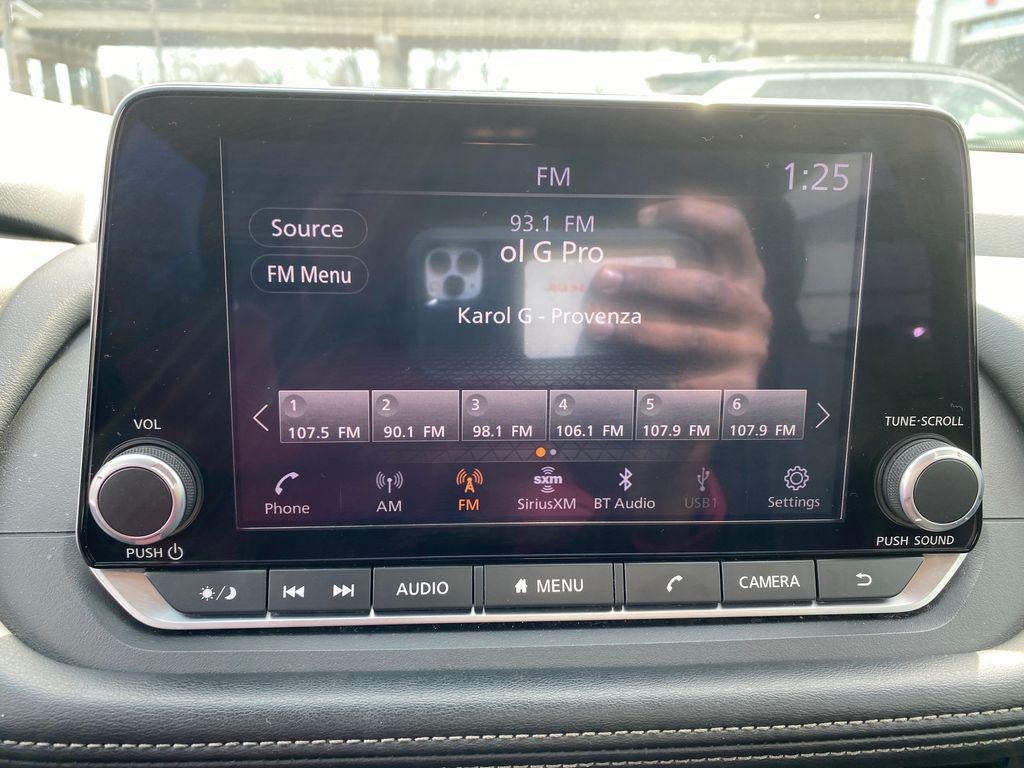 FM
1:25
Source
93.1 FM
ol G Pro
FM Menu
Karol G - Provenza
1 2 3 4 5 6
107.5 FM 90.1 FM 98.1 FM 106.1 FM 107.9 FM 107.9 FM
VOL
TUNE·SCROLL
Phone AM FM sxm SiriusXM BT Audio USB1 Settings
PUSH
PUSH SOUND
AUDIO MENU CAMERA